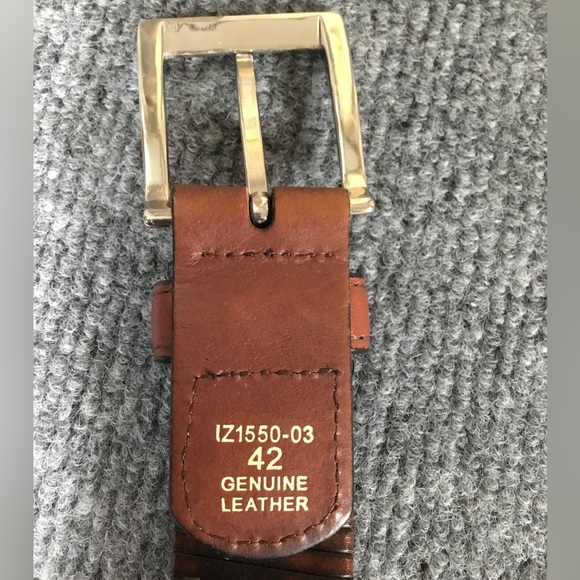 IZ1550-03
42
GENUINE
LEATHER